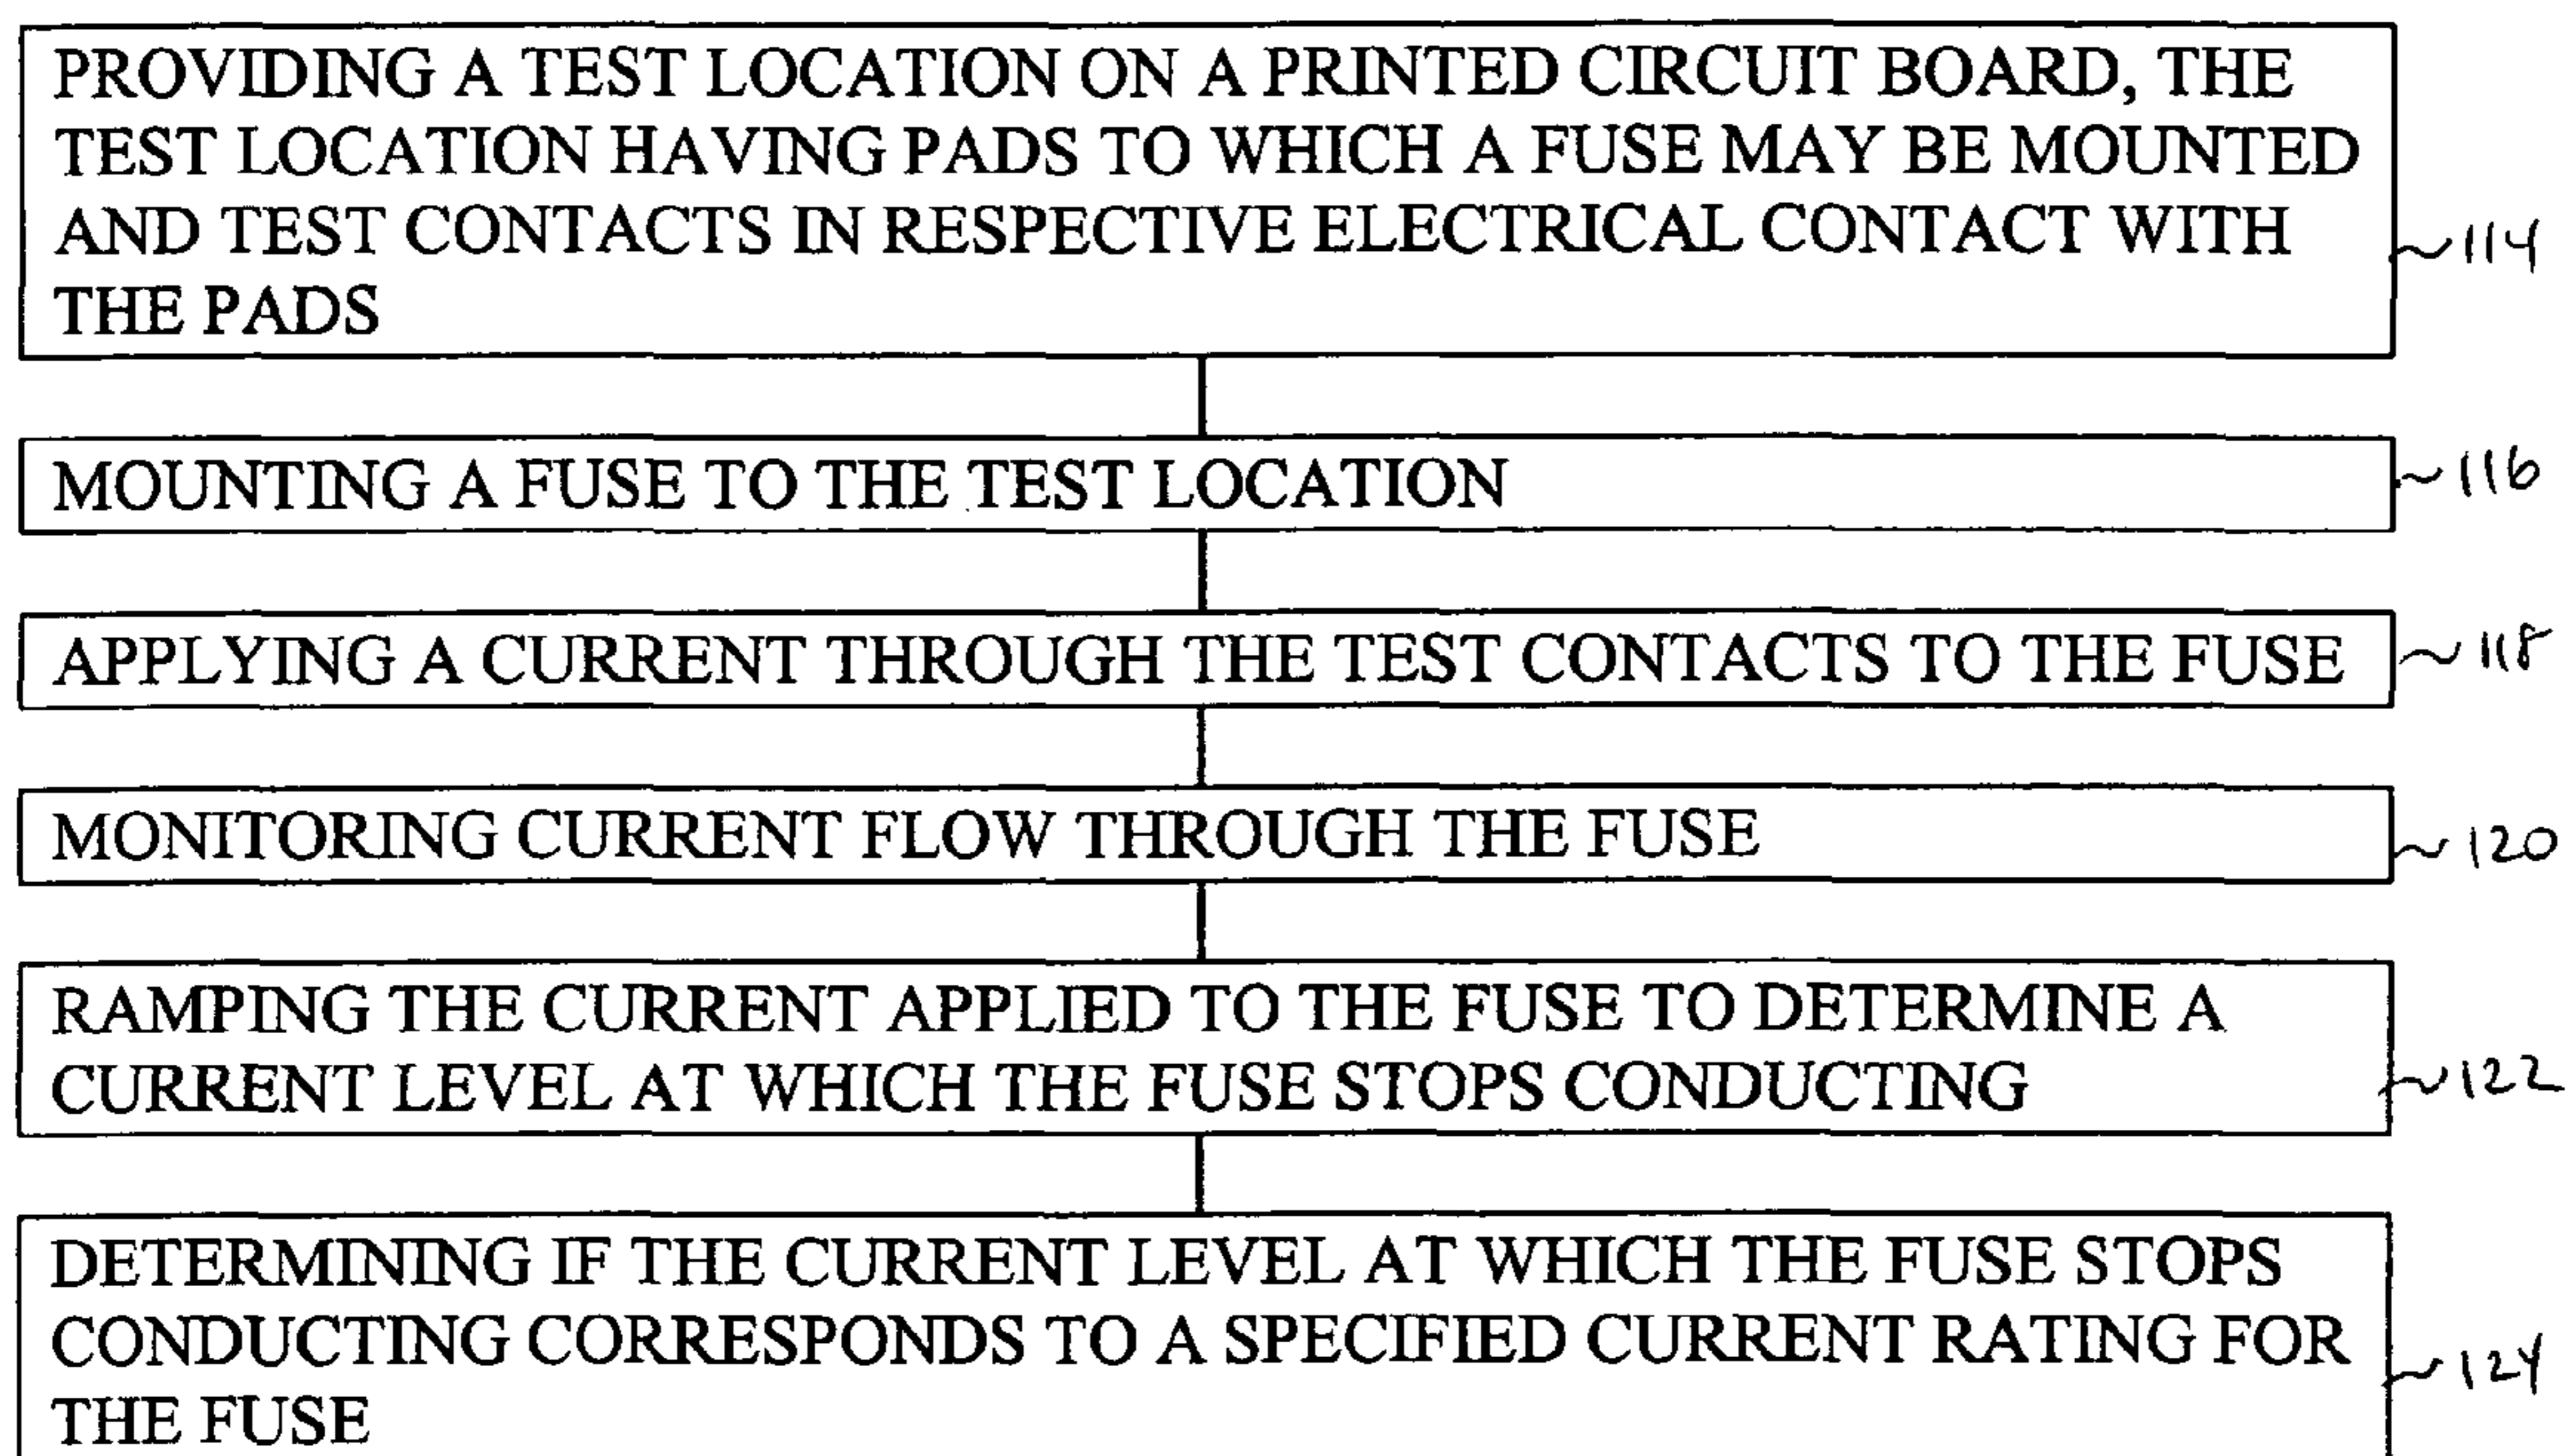 PROVIDING A TEST LOCATION ON A PRINTED CIRCUIT BOARD, THE
TEST LOCATION HAVING PADS TO WHICH A FUSE MAY BE MOUNTED
AND TEST CONTACTS IN RESPECTIVE ELECTRICAL CONTACT WITH
THE PADS
114
MOUNTING A FUSE TO THE TEST LOCATION
116
APPLYING A CURRENT THROUGH THE TEST CONTACTS TO THE FUSE
118
MONITORING CURRENT FLOW THROUGH THE FUSE
120
RAMPING THE CURRENT APPLIED TO THE FUSE TO DETERMINE A
CURRENT LEVEL AT WHICH THE FUSE STOPS CONDUCTING
122
DETERMINING IF THE CURRENT LEVEL AT WHICH THE FUSE STOPS
CONDUCTING CORRESPONDS TO A SPECIFIED CURRENT RATING FOR
THE FUSE
124